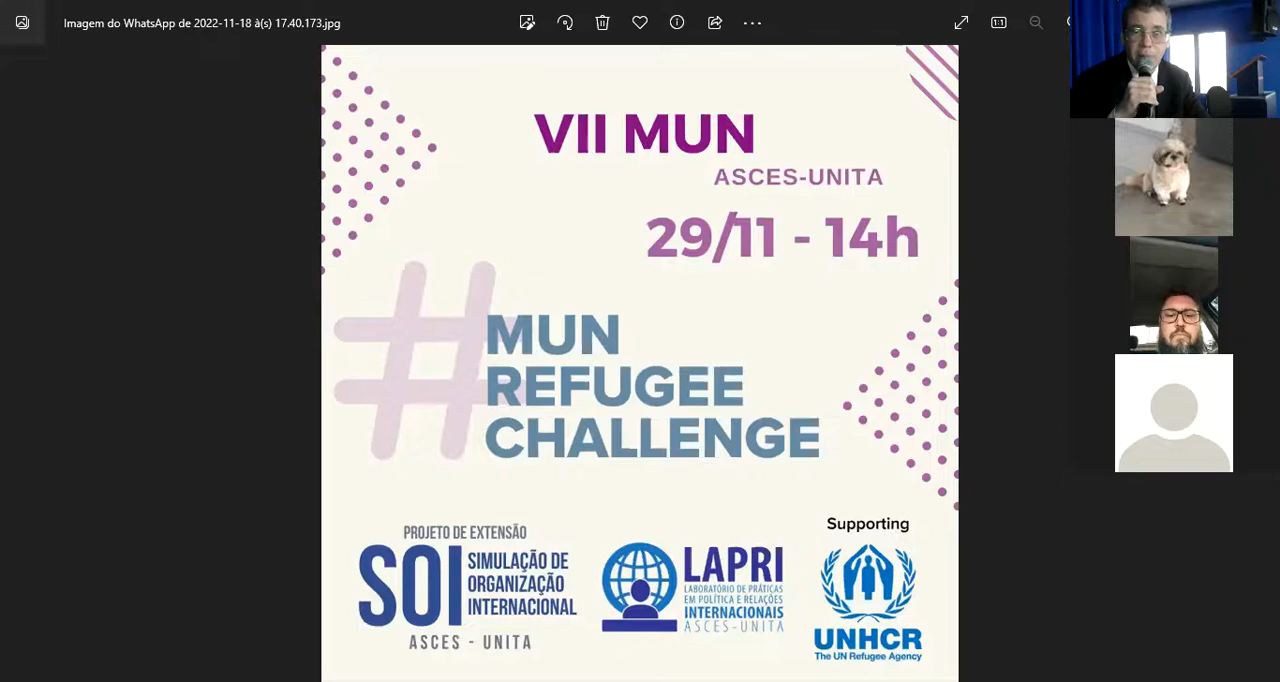 Imagem do WhatsApp de 2022-11-18 à(s) 17.40.173.jpg
1:1
VII MUN
ASCES-UNITA
29/11 - 14h
#MUN
REFUGEE
CHALLENGE
PROJETO DE EXTENSÃO
SOI
SIMULAÇÃO DE
ORGANIZAÇÃO
INTERNACIONAL
ASCES - UNITA
LAPRI
LABORATÓRIO DE PRÁTICAS
EM POLÍTICA E RELAÇÕES
INTERNACIONAIS
ASCES-UNITA
Supporting
UNHCR
The UN Refugee Agency